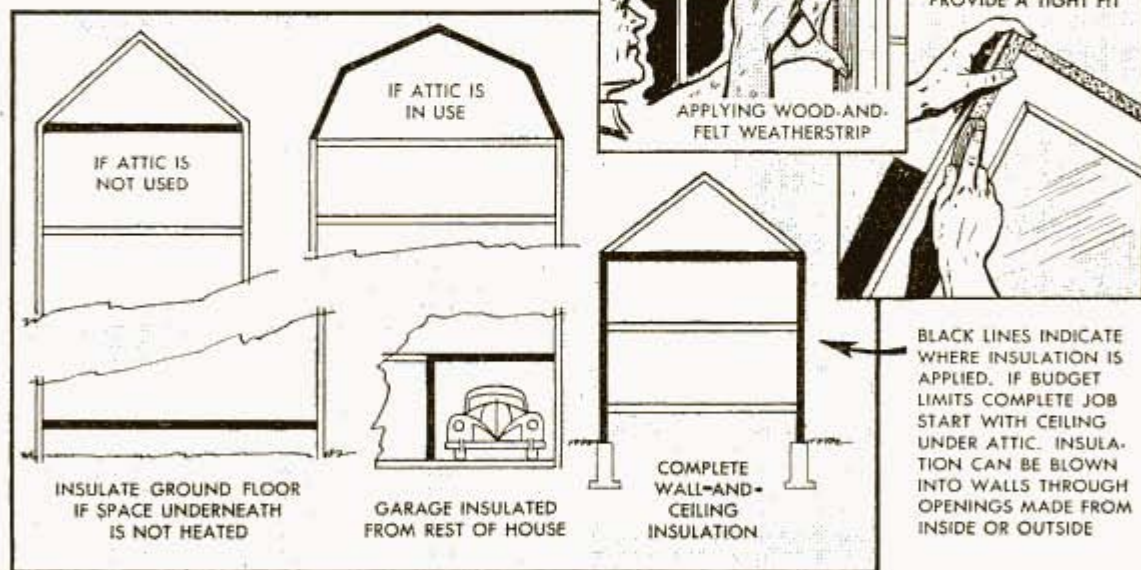 PROVIDE A TIGHT FIT
APPLYING WOOD-AND-
FELT WEATHERSTRIP
IF ATTIC IS
NOT USED
IF ATTIC IS
IN USE
BLACK LINES INDICATE
WHERE INSULATION IS
APPLIED. IF BUDGET
LIMITS COMPLETE JOB
START WITH CEILING
UNDER ATTIC. INSULA-
TION CAN BE BLOWN
INTO WALLS THROUGH
OPENINGS MADE FROM
INSIDE OR OUTSIDE
INSULATE GROUND FLOOR
IF SPACE UNDERNEATH
IS NOT HEATED
GARAGE INSULATED
FROM REST OF HOUSE
COMPLETE
WALL-AND-
CEILING
INSULATION